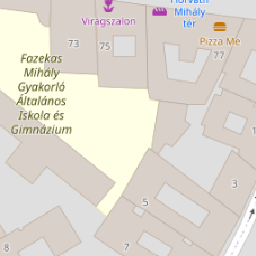 Virágszalon
Horváth
Mihály
tér
Pizza Me
73
75
77
Fazekas
Mihály
Gyakorló
Általános
Iskola és
Gimnázium
3
5
7
8